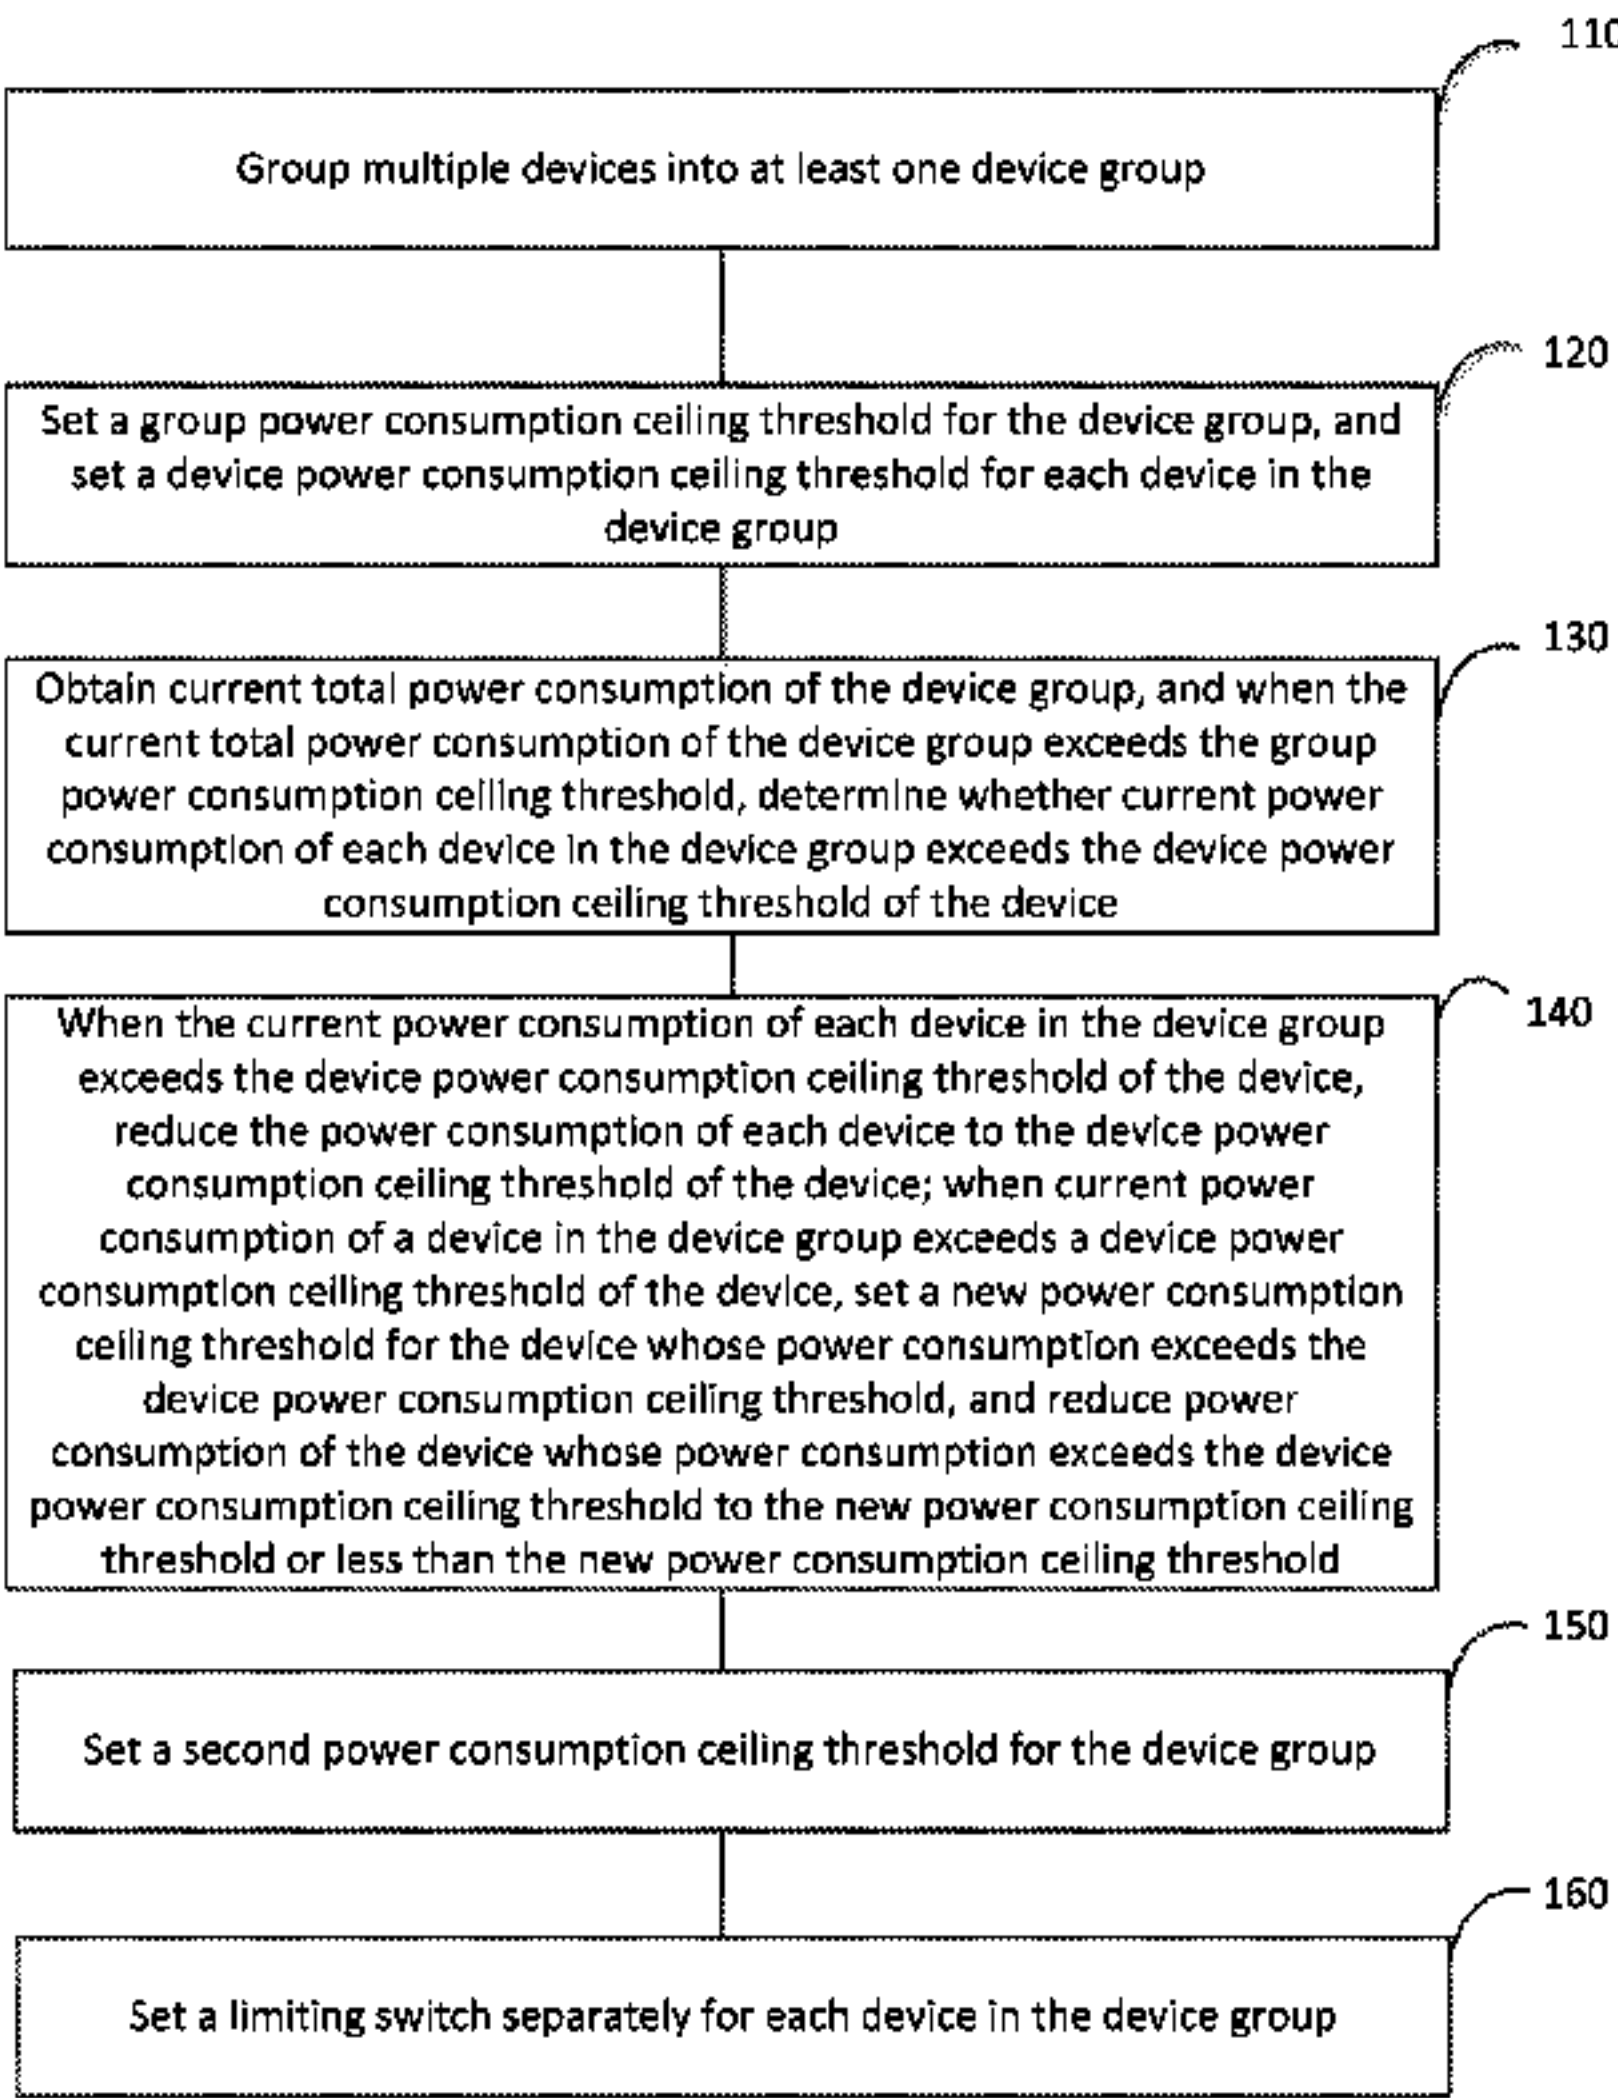 110
Group multiple devices into at least one device group
120
Set a group power consumption ceiling threshold for the device group, and
set a device power consumption ceiling threshold for each device in the
device group
130
Obtain current total power consumption of the device group, and when the
current total power consumption of the device group exceeds the group
power consumption ceiling threshold, determine whether current power
consumption of each device in the device group exceeds the device power
consumption ceiling threshold of the device
140
When the current power consumption of each device in the device group
exceeds the device power consumption ceiling threshold of the device,
reduce the power consumption of each device to the device power
consumption ceiling threshold of the device; when current power
consumption of a device in the device group exceeds a device power
consumption ceiling threshold of the device, set a new power consumption
ceiling threshold for the device whose power consumption exceeds the
device power consumption ceiling threshold, and reduce power
consumption of the device whose power consumption exceeds the device
power consumption ceiling threshold to the new power consumption ceiling
threshold or less than the new power consumption ceiling threshold
150
Set a second power consumption ceiling threshold for the device group
160
Set a limiting switch separately for each device in the device group